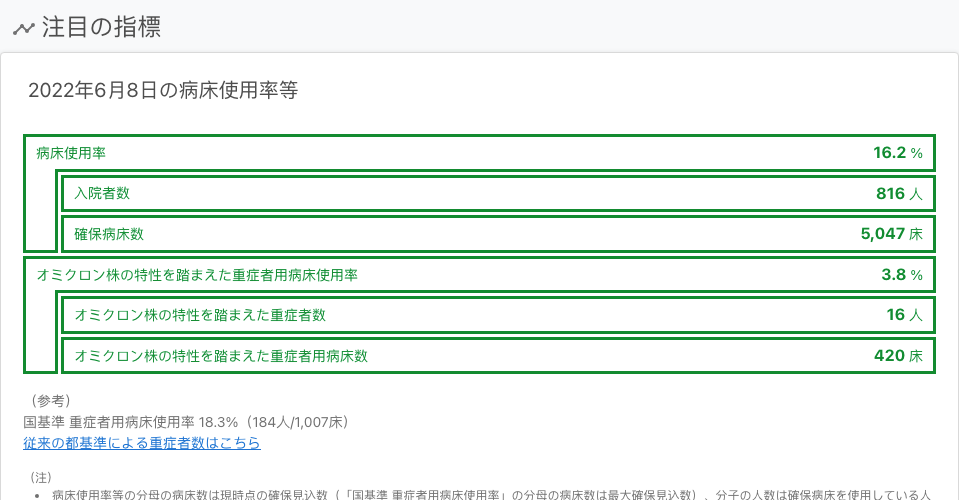 注目の指標
2022年6月8日の病床使用率等
病床使用率 16.2 %
入院者数 816 人
確保病床数 5,047 床
オミクロン株の特性を踏まえた重症者用病床使用率 3.8 %
オミクロン株の特性を踏まえた重症者数 16 人
オミクロン株の特性を踏まえた重症者用病床数 420 床
（参考）
国基準 重症者用病床使用率 18.3%（184人/1,007床）
従来の都基準による重症者数はこちら
（注）
• 病床使用率等の分母の病床数は現時点の確保見込数（「国基準 重症者用病床使用率」の分母の病床数は最大確保見込数）、分子の人数は確保病床を使用している人